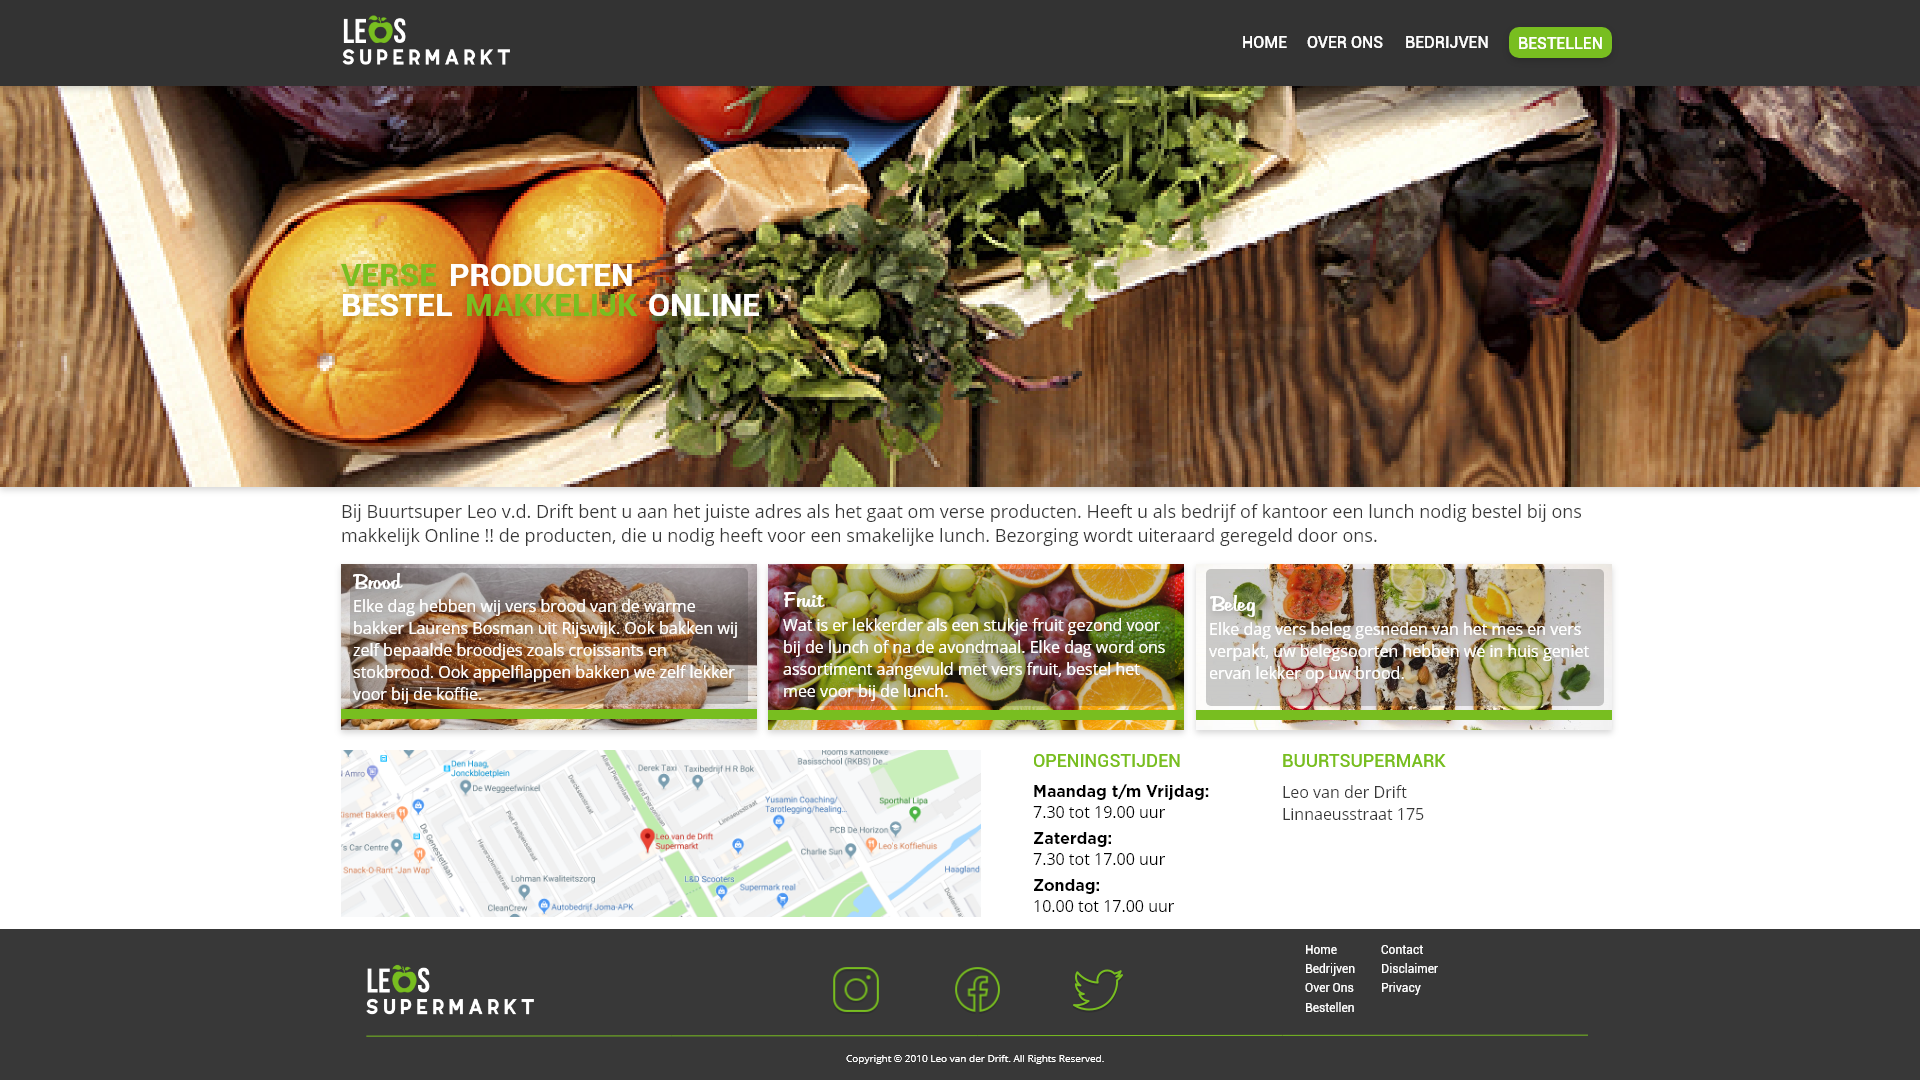 LEOS
SUPERMARKT
HOME OVER ONS BEDRIJVEN BESTELLEN
VERSE PRODUCTEN
BESTEL MAKKELIJK ONLINE
Bij Buurtsuper Leo v.d. Drift bent u aan het juiste adres als het gaat om verse producten. Heeft u als bedrijf of kantoor een lunch nodig bestel bij ons
makkelijk Online !! de producten, die u nodig heeft voor een smakelijke lunch. Bezorging wordt uiteraard geregeld door ons.
Brood
Elke dag hebben wij vers brood van de warme
bakker Laurens Bosman uit Rijswijk. Ook bakken wij
zelf bepaalde broodjes zoals croissants en
stokbrood. Ook appelflappen bakken we zelf lekker
voor bij de koffie.
Fruit
Wat is er lekkerder als een stukje fruit gezond voor
bij de lunch of na de avondmaal. Elke dag word ons
assortiment aangevuld met vers fruit, bestel het
mee voor bij de lunch.
Beleg
Elke dag vers beleg gesneden van het mes en vers
verpakt, uw belegsoorten hebben we in huis geniet
ervan lekker op uw brood.
Amro
Den Haag,
Jonckbloetplein
De Weggeefwinkel
Dismet Bakkerij
's Car Centre
Snack-O-Rant "Jan Wap"
De Genestetlaan
Piet Paaltjensstraat
Haverschmidtstraat
Lohman Kwaliteitszorg
CleanCrew
Autobedrijf Joma-APK
Allard Piersonlaan
Allard Piersonlaan
Derek Taxi
Taxibedrijf H R Bok
Rooms Katholieke
Basisschool (RKBS) De...
Linnaeusstraat
Yusamin Coaching/
Tarotlegging/healing...
Sporthal Lipa
PCB De Horizon
Charlie Sun
Leo's Koffiehuis
Leo van de Drift
Supermarkt
L&D Scooters
Supermark real
Haagland
OPENINGSTIJDEN
Maandag t/m Vrijdag:
7.30 tot 19.00 uur
Zaterdag:
7.30 tot 17.00 uur
Zondag:
10.00 tot 17.00 uur
BUURTSUPERMARK
Leo van der Drift
Linnaeusstraat 175
LEOS
SUPERMARKT
Home
Bedrijven
Over Ons
Bestellen
Contact
Disclaimer
Privacy
Copyright © 2010 Leo van der Drift. All Rights Reserved.